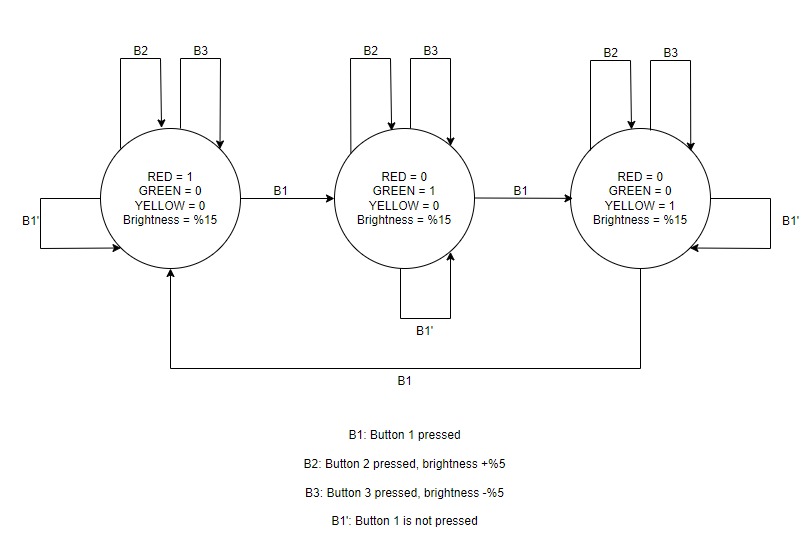 B2
B3
B2
B3
B2
B3
RED = 1
GREEN = 0
YELLOW = 0
Brightness = %15
B1
RED = 0
GREEN = 1
YELLOW = 0
Brightness = %15
B1
RED = 0
GREEN = 0
YELLOW = 1
Brightness = %15
B1'
B1'
B1'
B1
B1: Button 1 pressed
B2: Button 2 pressed, brightness +%5
B3: Button 3 pressed, brightness -%5
B1': Button 1 is not pressed